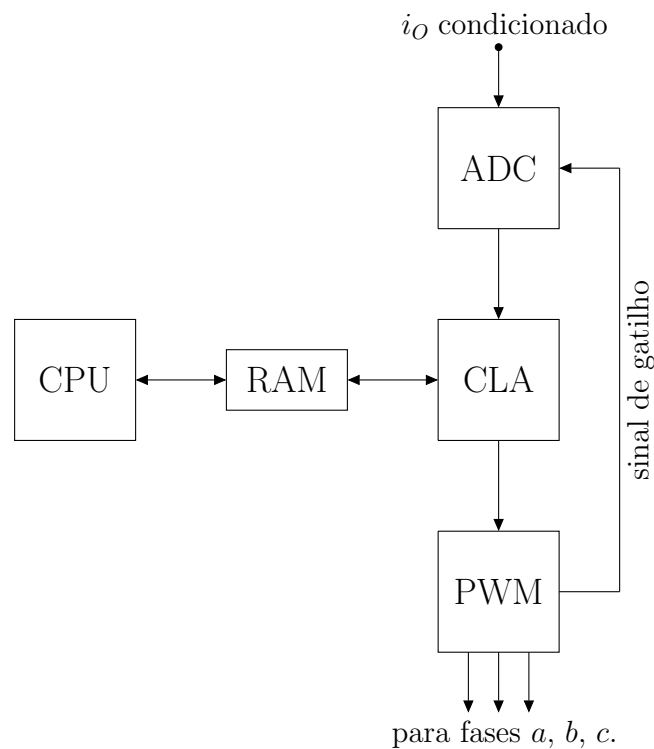 i_O condicionado
ADC
CPU
RAM
CLA
sinal de gatilho
PWM
para fases a, b, c.